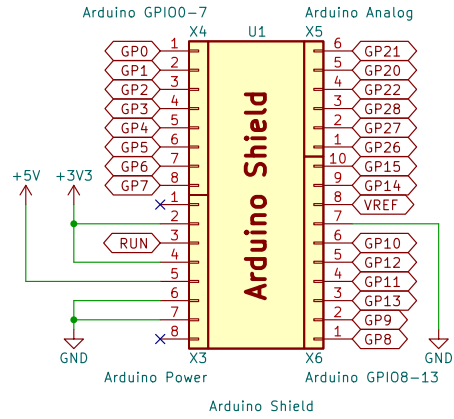 Arduino GPIO0-7 Arduino Analog
X4 U1 X5
GP0 1 6 GP21
GP1 2 5 GP20
GP2 3 4 GP22
GP3 4 3 GP28
GP4 5 2 GP27
GP5 6 1 GP26
GP6 7 10 GP15
GP7 8 9 GP14
+5V +3V3 1 8 VREF
2 7
RUN 3 6 GP10
4 5 GP12
5 4 GP11
6 3 GP13
7 2 GP9
8 1 GP8
Arduino Shield
GND X3 X6 GND
Arduino Power Arduino GPIO8-13
Arduino Shield